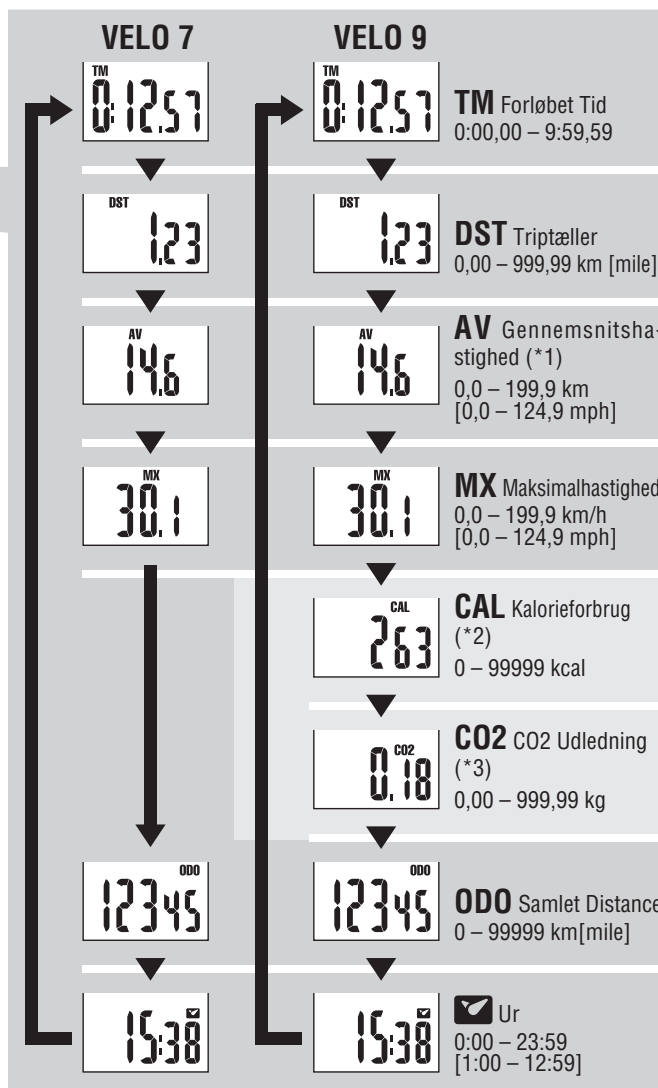 VELO 7 VELO 9
TM TM
0:12.57 0:12.57
TM Forløbet Tid
0:00,00 – 9:59,59
DST DST
1.23 1.23
DST Triptæller
0,00 – 999,99 km [mile]
AV AV
14.6 14.6
AV Gennemsnitsha-
stighed (*1)
0,0 – 199,9 km
[0,0 – 124,9 mph]
MX MX
30.1 30.1
MX Maksimalhastighed
0,0 – 199,9 km/h
[0,0 – 124,9 mph]
CAL
263
CAL Kalorieforbrug
(*2)
0 – 99999 kcal
CO2
0.18
CO2 CO2 Udledning
(*3)
0,00 – 999,99 kg
ODO ODO
12345 12345
ODO Samlet Distance
0 – 99999 km[mile]
15:38 15:38
Ur
0:00 – 23:59
[1:00 – 12:59]